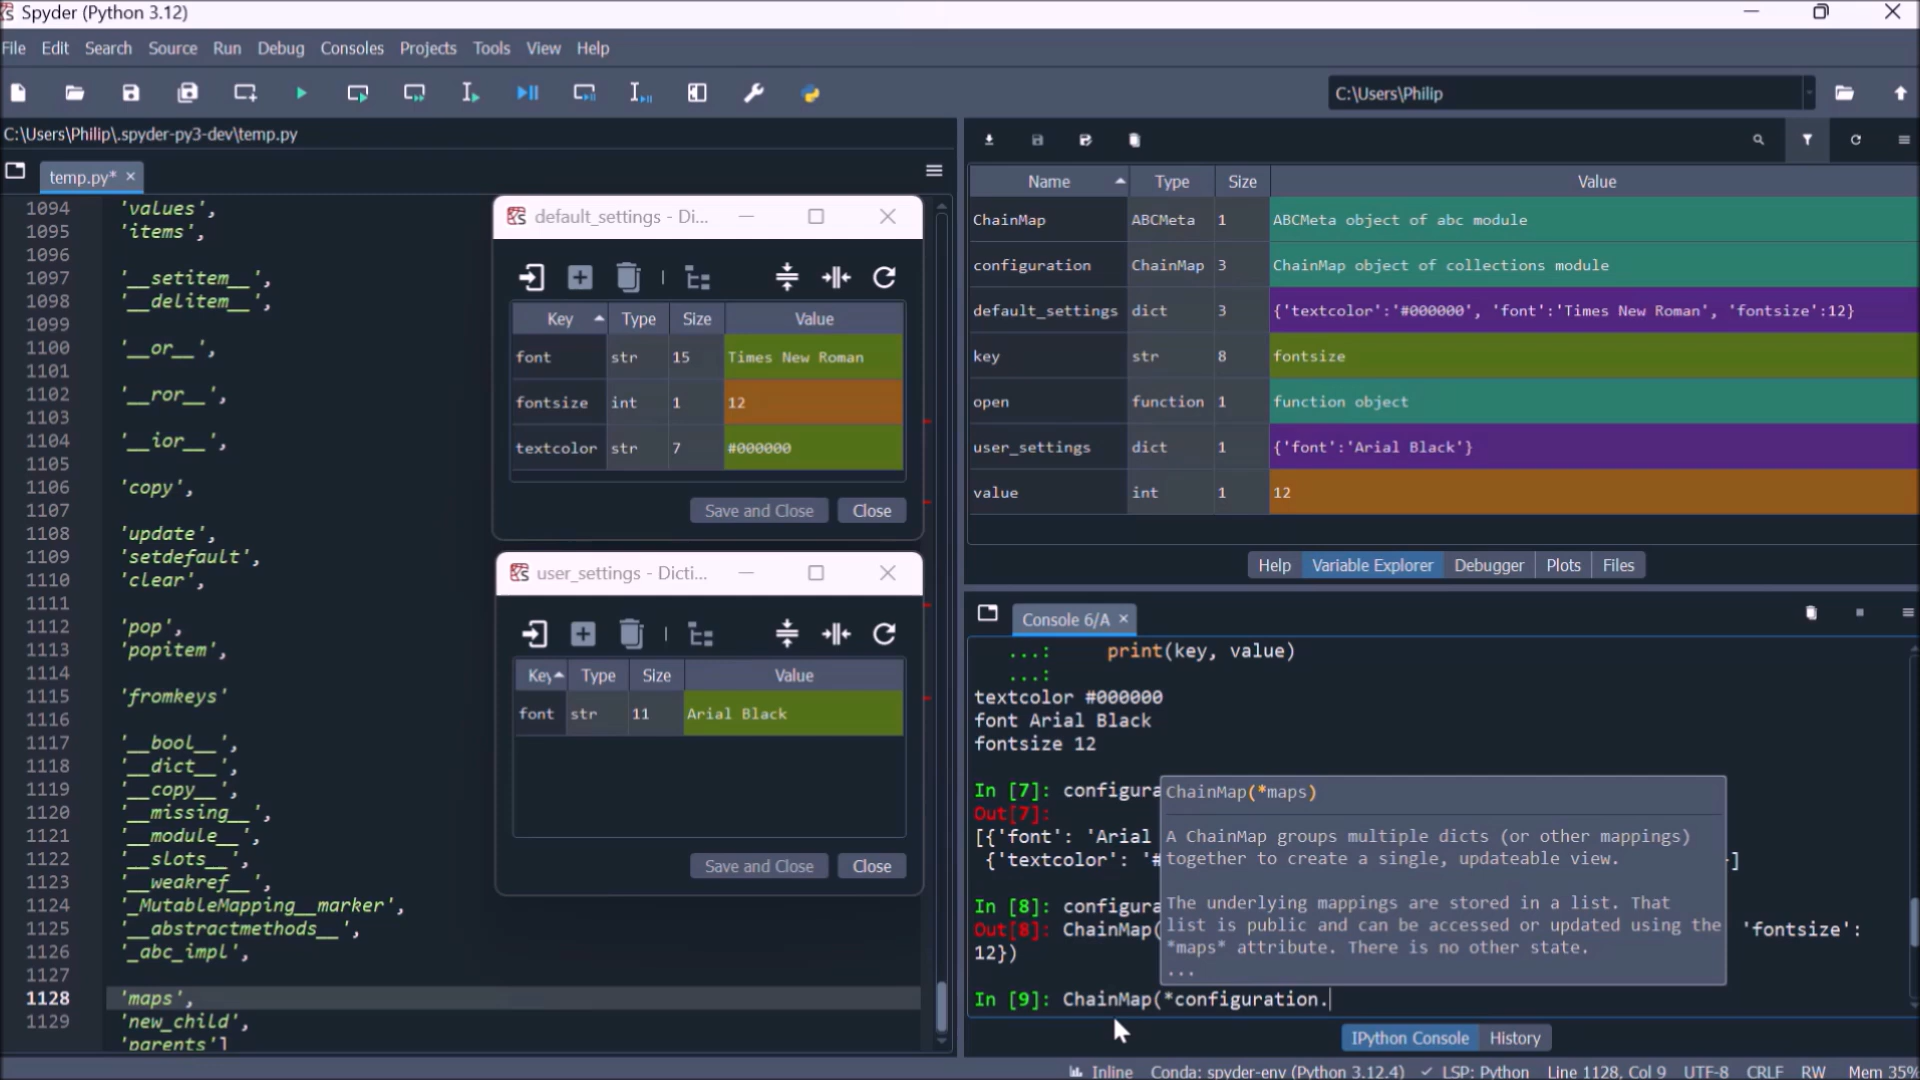 Spyder (Python 3.12)
File Edit Search Source Run Debug Consoles Projects Tools View Help
C:\Users\Philip
C:\Users\Philip\.spyder-py3-dev\temp.py
temp.py*
1094 'values',
1095 'items',
1096
1097 '__setitem__',
1098 '__delitem__',
1099
1100 '__or__',
1101
1102 '__ror__',
1103
1104 '__ior__',
1105
1106 'copy',
1107
1108 'update',
1109 'setdefault',
1110 'clear',
1111
1112 'pop',
1113 'popitem',
1114
1115 'fromkeys'
1116
1117 '__bool__',
1118 '__dict__',
1119 '__copy__',
1120 '__missing__',
1121 '__module__',
1122 '__slots__',
1123 '__weakref__',
1124 '_MutableMapping__marker',
1125 '__abstractmethods__',
1126 '_abc_impl',
1127
1128 'maps',
1129 'new_child',
'parents']
default_settings - Di...
Key Type Size Value
font str 15 Times New Roman
fontsize int 1 12
textcolor str 7 #000000
Save and Close Close
user_settings - Dicti...
Key Type Size Value
font str 11 Arial Black
Save and Close Close
Name Type Size Value
ChainMap ABCMeta 1 ABCMeta object of abc module
configuration ChainMap 3 ChainMap object of collections module
default_settings dict 3 {'textcolor':'#000000', 'font':'Times New Roman', 'fontsize':12}
key str 8 fontsize
open function 1 function object
user_settings dict 1 {'font':'Arial Black'}
value int 1 12
Help Variable Explorer Debugger Plots Files
Console 6/A
...: print(key, value)
...:
textcolor #000000
font Arial Black
fontsize 12
In [7]: configura
Out[7]:
[{'font': 'Arial
{'textcolor': '# ]
In [8]: configura
Out[8]: ChainMap( 'fontsize':
12})
ChainMap(*maps)
A ChainMap groups multiple dicts (or other mappings)
together to create a single, updateable view.
The underlying mappings are stored in a list. That
list is public and can be accessed or updated using the
*maps* attribute. There is no other state.
...
In [9]: ChainMap(*configuration.
IPython Console History
Inline Conda: spyder-env (Python 3.12.4) LSP: Python Line 1128, Col 9 UTF-8 CRLF RW Mem 35%